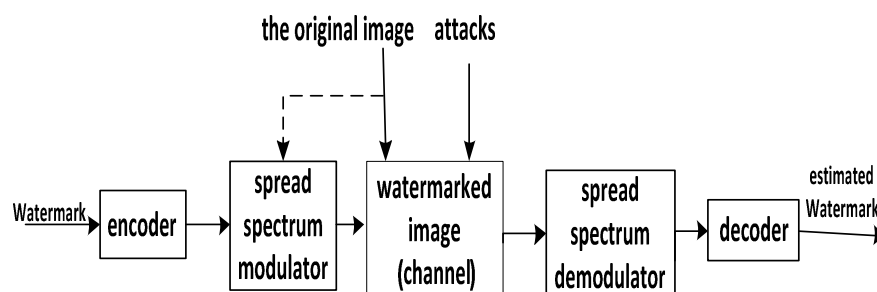 the original image
attacks
Watermark
encoder
spread
spectrum
modulator
watermarked
image
(channel)
spread
spectrum
demodulator
decoder
estimated
Watermark